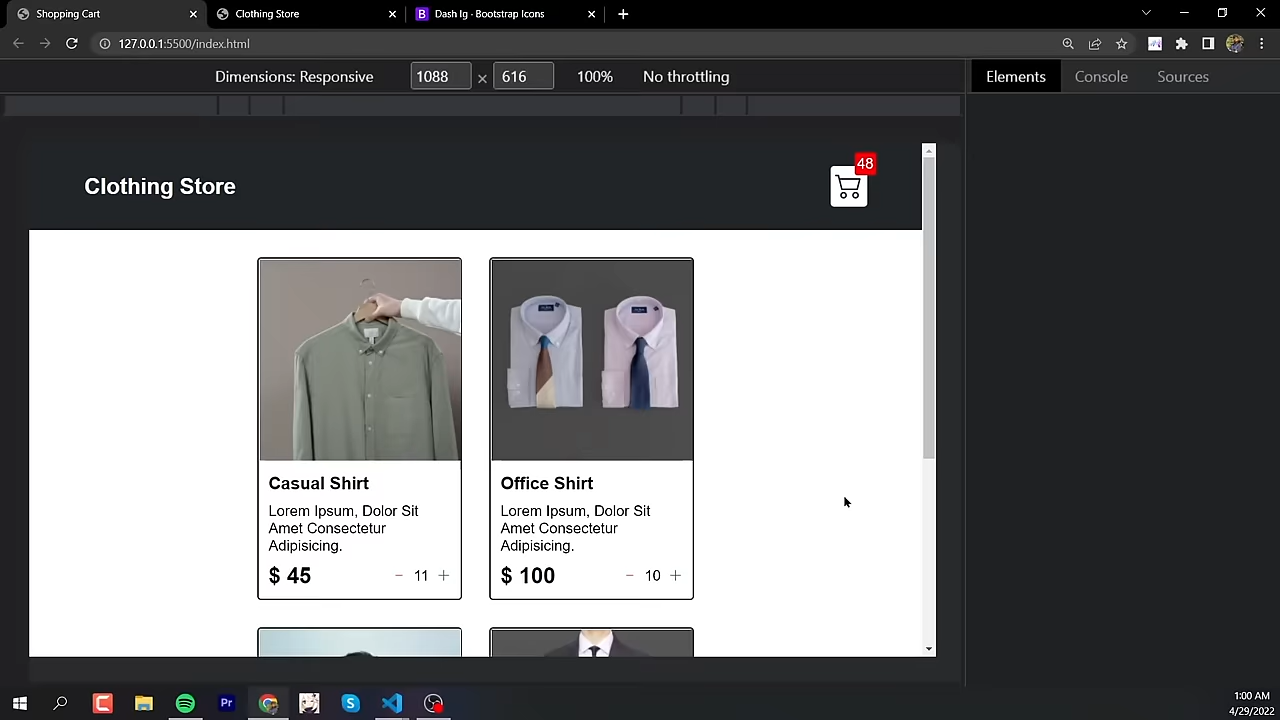 Shopping Cart
Clothing Store
Dash lg · Bootstrap Icons
127.0.0.1:5500/index.html
Dimensions: Responsive
1088
×
616
100%
No throttling
Elements
Console
Sources
Clothing Store
48
Casual Shirt
Lorem Ipsum, Dolor Sit
Amet Consectetur
Adipisicing.
$ 45
11
Office Shirt
Lorem Ipsum, Dolor Sit
Amet Consectetur
Adipisicing.
$ 100
10
1:00 AM
4/29/2022